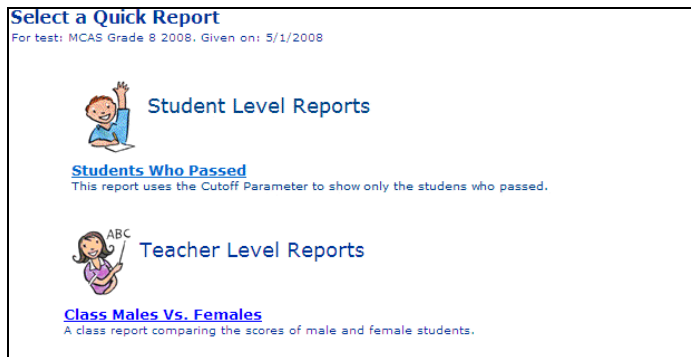 Select a Quick Report
For test: MCAS Grade 8 2008. Given on: 5/1/2008
Student Level Reports
Students Who Passed
This report uses the Cutoff Parameter to show only the studens who passed.
ABC
Teacher Level Reports
Class Males Vs. Females
A class report comparing the scores of male and female students.